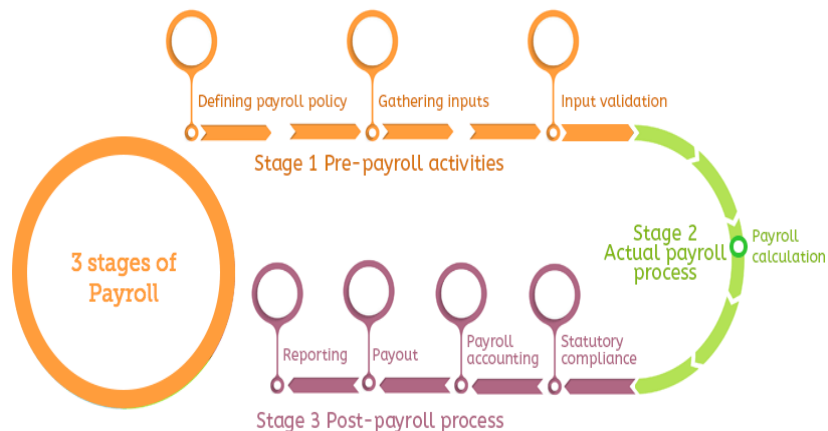 Defining payroll policy
Gathering inputs
Input validation
Stage 1 Pre-payroll activities
3 stages of
Payroll
Stage 2
Actual payroll
process
Payroll
calculation
Reporting
Payout
Payroll
accounting
Statutory
compliance
Stage 3 Post-payroll process